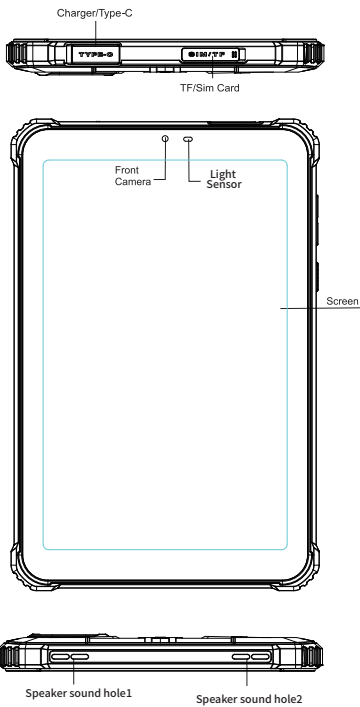 Charger/Type-C
TYPE-C
SIM/TF
TF/Sim Card
Front
Camera
Light
Sensor
Screen
Speaker sound hole1
Speaker sound hole2